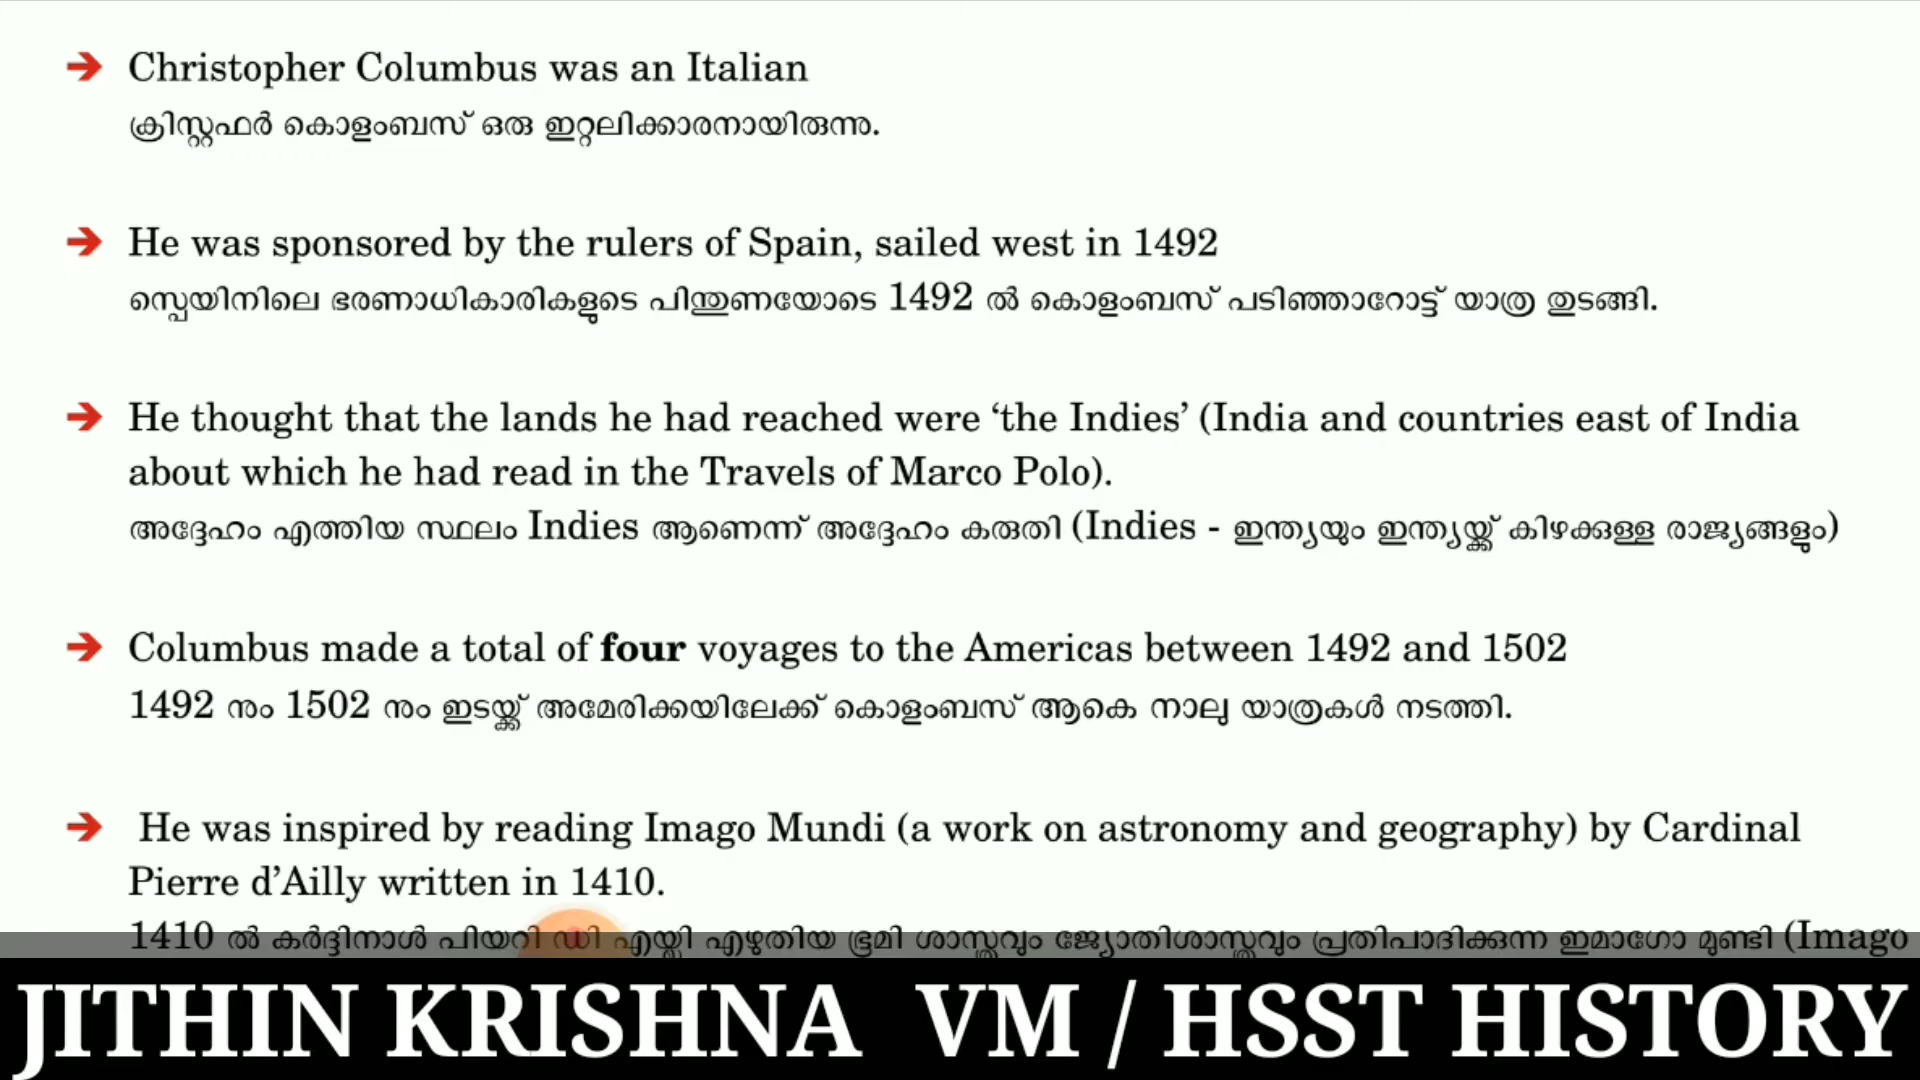 Christopher Columbus was an Italian
ക്രിസ്റ്റഫർ കൊളംബസ് ഒരു ഇറ്റലിക്കാരനായിരുന്നു.
He was sponsored by the rulers of Spain, sailed west in 1492
സ്പെയിനിലെ ഭരണാധികാരികളുടെ പിന്തുണയോടെ 1492 ൽ കൊളംബസ് പടിഞ്ഞാറോട്ട് യാത്ര തുടങ്ങി.
He thought that the lands he had reached were ‘the Indies’ (India and countries east of India
about which he had read in the Travels of Marco Polo).
അദ്ദേഹം എത്തിയ സ്ഥലം Indies ആണെന്ന് അദ്ദേഹം കരുതി (Indies - ഇന്ത്യയും ഇന്ത്യയ്ക്ക് കിഴക്കുള്ള രാജ്യങ്ങളും)
Columbus made a total of four voyages to the Americas between 1492 and 1502
1492 നും 1502 നും ഇടയ്ക്ക് അമേരിക്കയിലേക്ക് കൊളംബസ് ആകെ നാലു യാത്രകൾ നടത്തി.
He was inspired by reading Imago Mundi (a work on astronomy and geography) by Cardinal
Pierre d’Ailly written in 1410.
1410 ൽ കർദ്ദിനാൾ പിയറി ഡി എയ്ലി എഴുതിയ ഭൂമി ശാസ്ത്രവും ജ്യോതിശാസ്ത്രവും പ്രതിപാദിക്കുന്ന ഇമാഗോ മുണ്ടി (Imago
JITHIN KRISHNA VM / HSST HISTORY